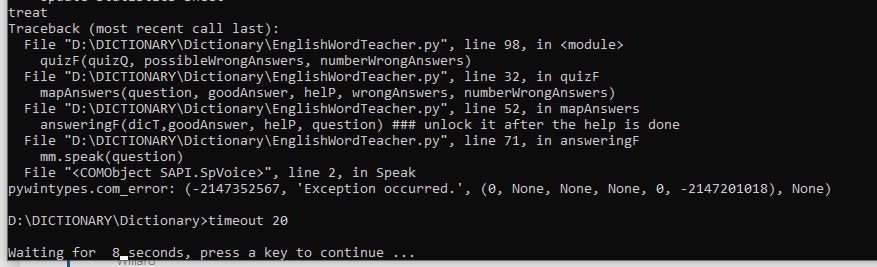 treat
Traceback (most recent call last):
  File "D:\DICTIONARY\Dictionary\EnglishWordTeacher.py", line 98, in <module>
    quizF(quizQ, possibleWrongAnswers, numberWrongAnswers)
  File "D:\DICTIONARY\Dictionary\EnglishWordTeacher.py", line 32, in quizF
    mapAnswers(question, goodAnswer, helP, wrongAnswers, numberWrongAnswers)
  File "D:\DICTIONARY\Dictionary\EnglishWordTeacher.py", line 52, in mapAnswers
    answeringF(dicT,goodAnswer, helP, question) ### unlock it after the help is done
  File "D:\DICTIONARY\Dictionary\EnglishWordTeacher.py", line 71, in answeringF
    mm.speak(question)
  File "<COMObject SAPI.SpVoice>", line 2, in Speak
pywintypes.com_error: (-2147352567, 'Exception occurred.', (0, None, None, None, 0, -2147201018), None)
D:\DICTIONARY\Dictionary>timeout 20
Waiting for  8 seconds, press a key to continue ...